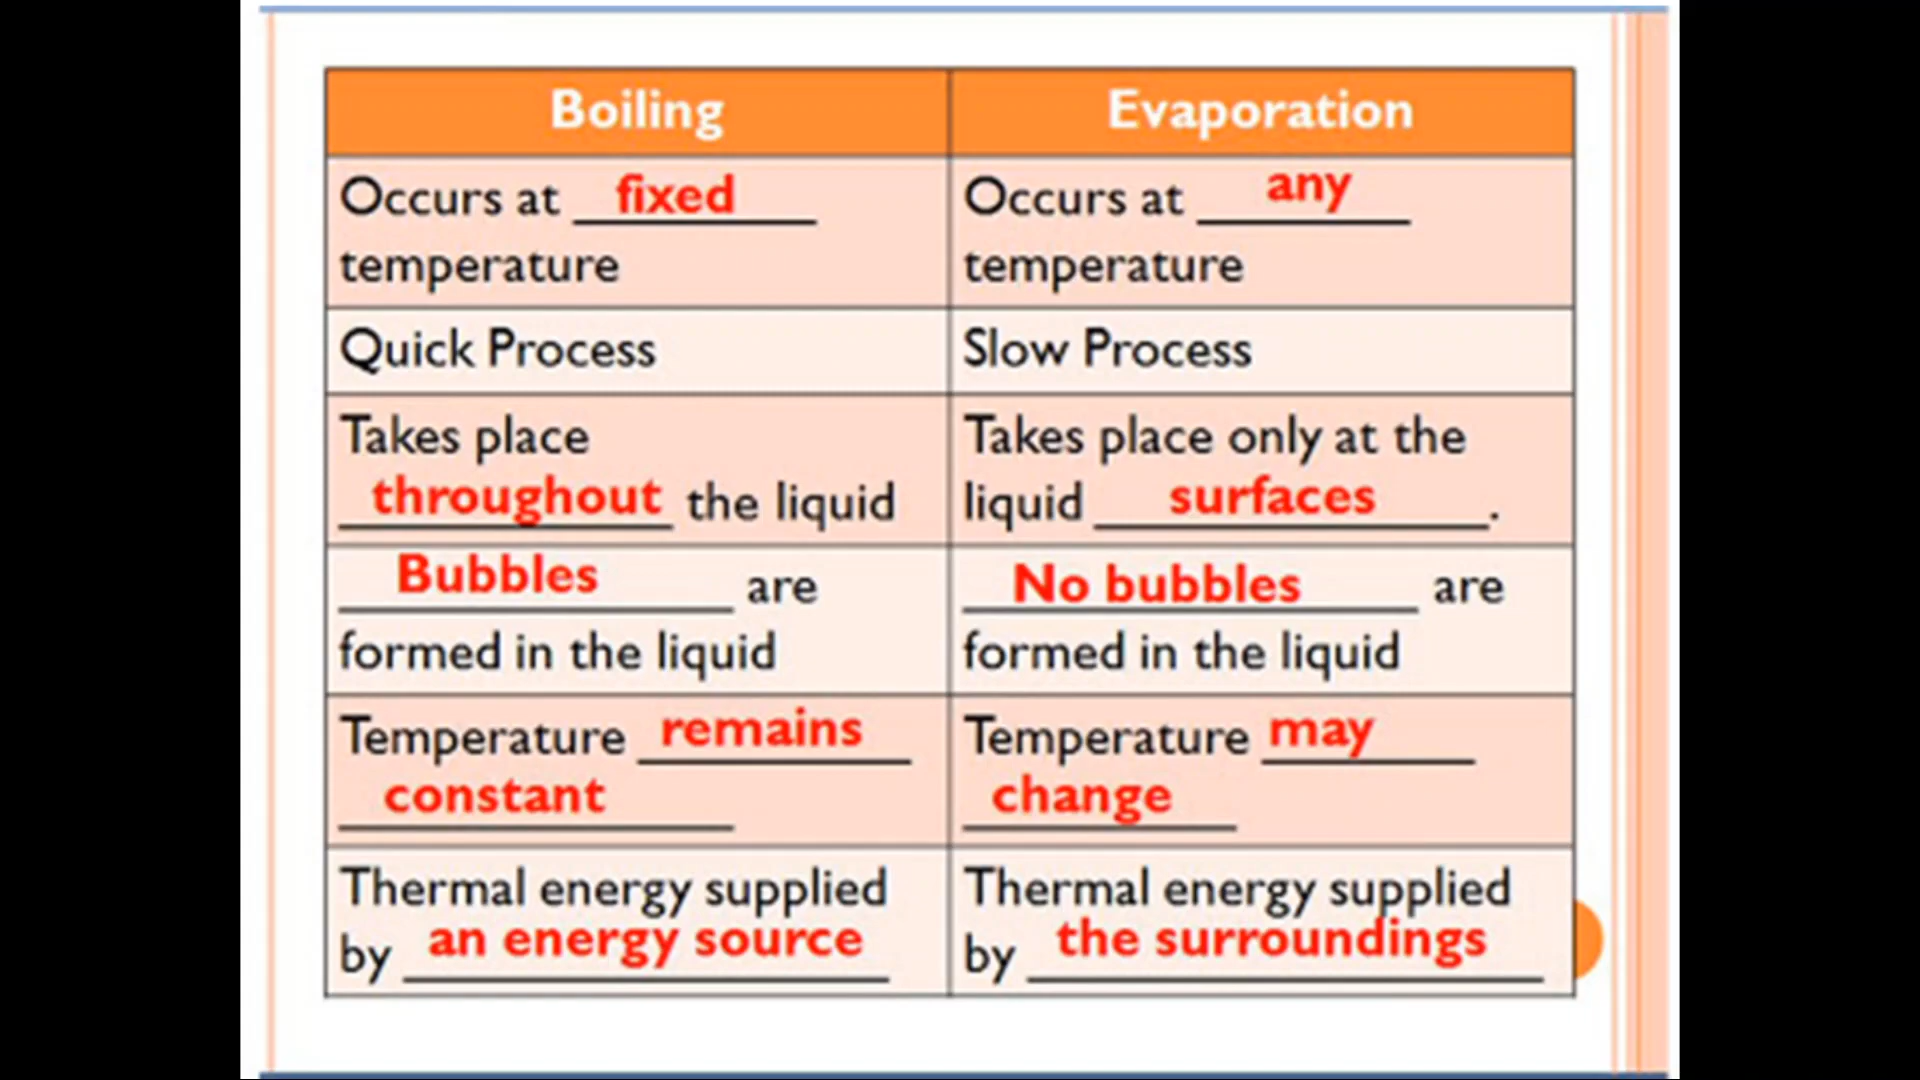 Boiling
Evaporation
Occurs at fixed
temperature
Occurs at any
temperature
Quick Process
Slow Process
Takes place
throughout the liquid
Takes place only at the
liquid surfaces.
Bubbles are
formed in the liquid
No bubbles are
formed in the liquid
Temperature remains
constant
Temperature may
change
Thermal energy supplied
by an energy source
Thermal energy supplied
by the surroundings